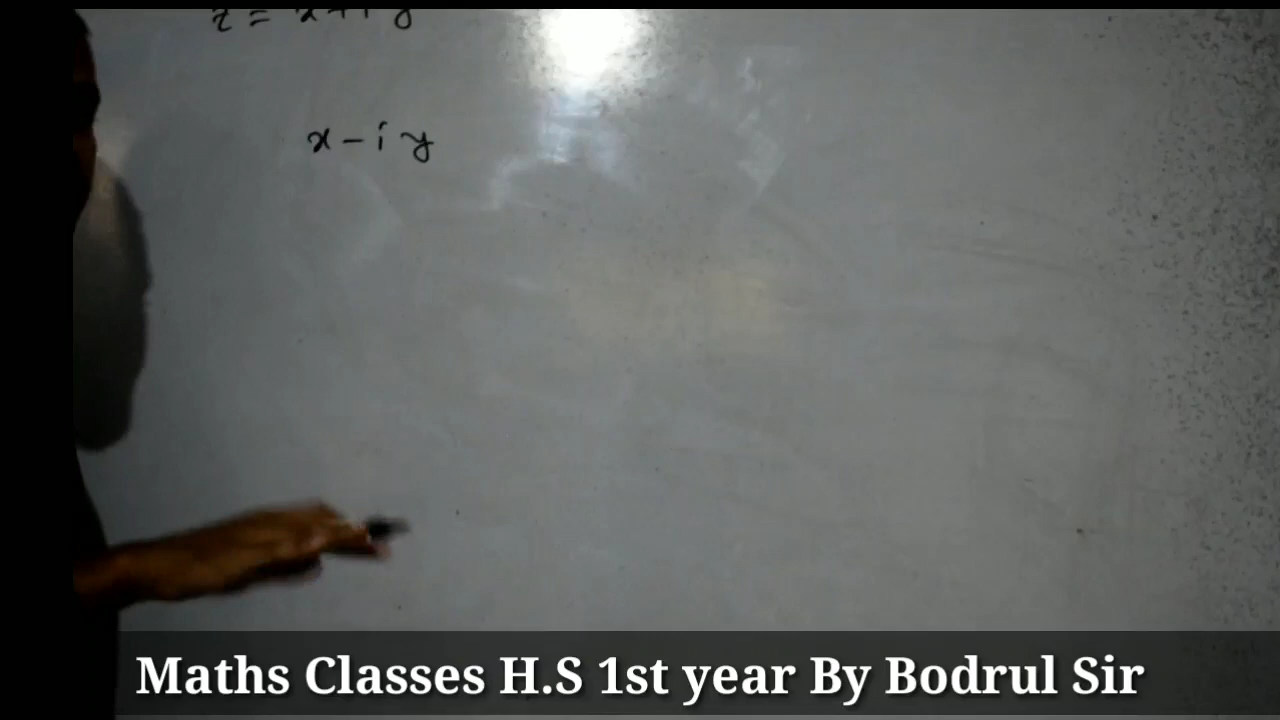 z = x + i y
x - i y
Maths Classes H.S 1st year By Bodrul Sir